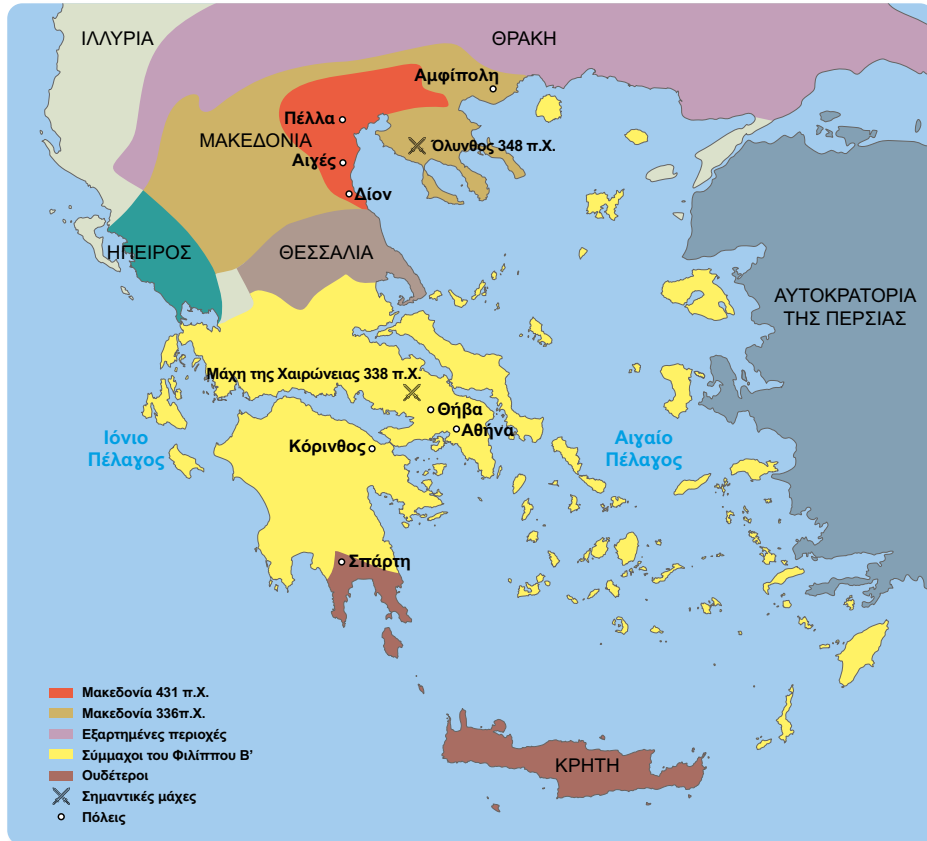 ΙΛΛΥΡΙΑ
ΘΡΑΚΗ
Αμφίπολη
Πέλλα
ΜΑΚΕΔΟΝΙΑ
Όλυνθος 348 π.Χ.
Αιγές
Δίον
ΗΠΕΙΡΟΣ
ΘΕΣΣΑΛΙΑ
ΑΥΤΟΚΡΑΤΟΡΙΑ
ΤΗΣ ΠΕΡΣΙΑΣ
Μάχη της Χαιρώνειας 338 π.Χ.
Θήβα
Αθήνα
Ιόνιο
Πέλαγος
Κόρινθος
Αιγαίο
Πέλαγος
Σπάρτη
Μακεδονία 431 π.Χ.
Μακεδονία 336π.Χ.
Εξαρτημένες περιοχές
Σύμμαχοι του Φιλίππου Β'
Ουδέτεροι
Σημαντικές μάχες
Πόλεις
ΚΡΗΤΗ